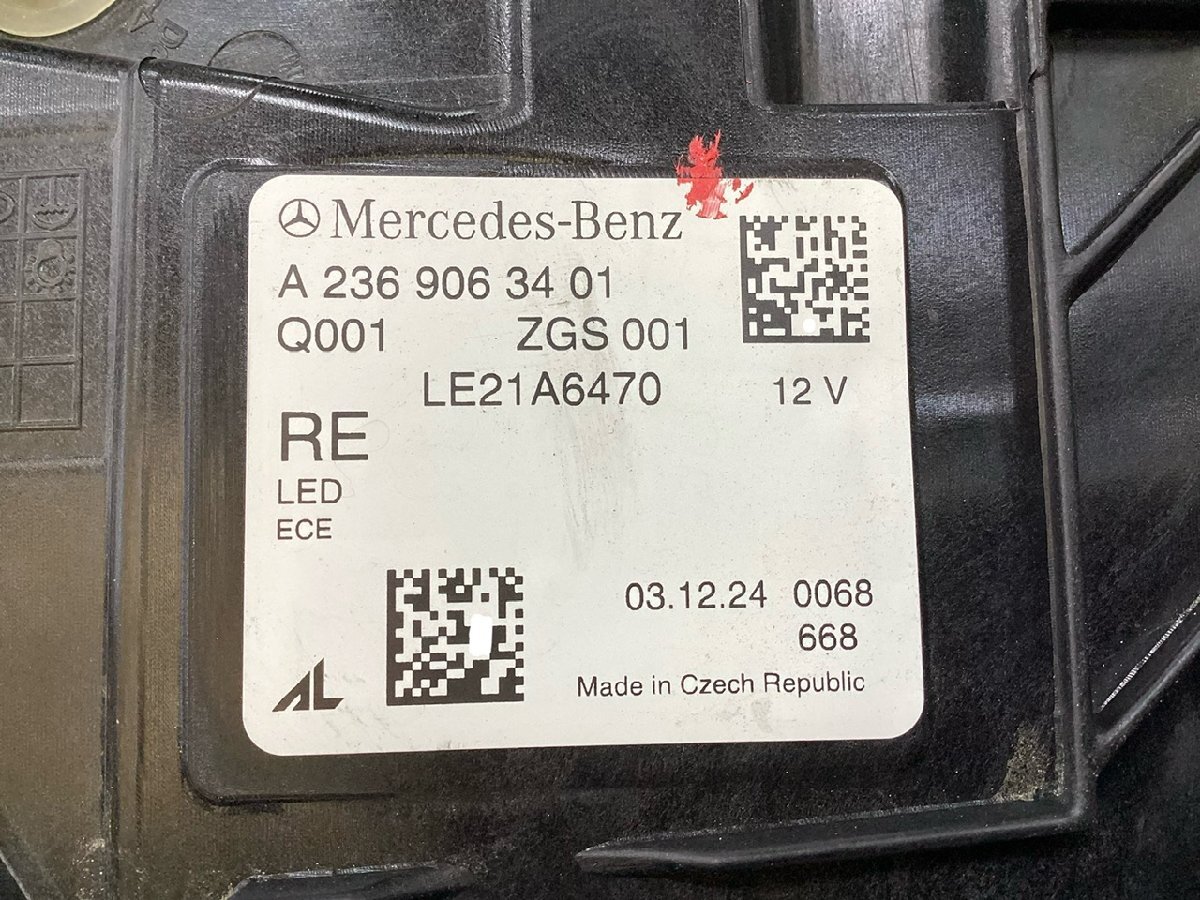 Mercedes-Benz
A 236 906 34 01
Q001 ZGS 001
LE21A6470 12 V
RE
LED
ECE
03.12.24 0068
668
AL
Made in Czech Republic